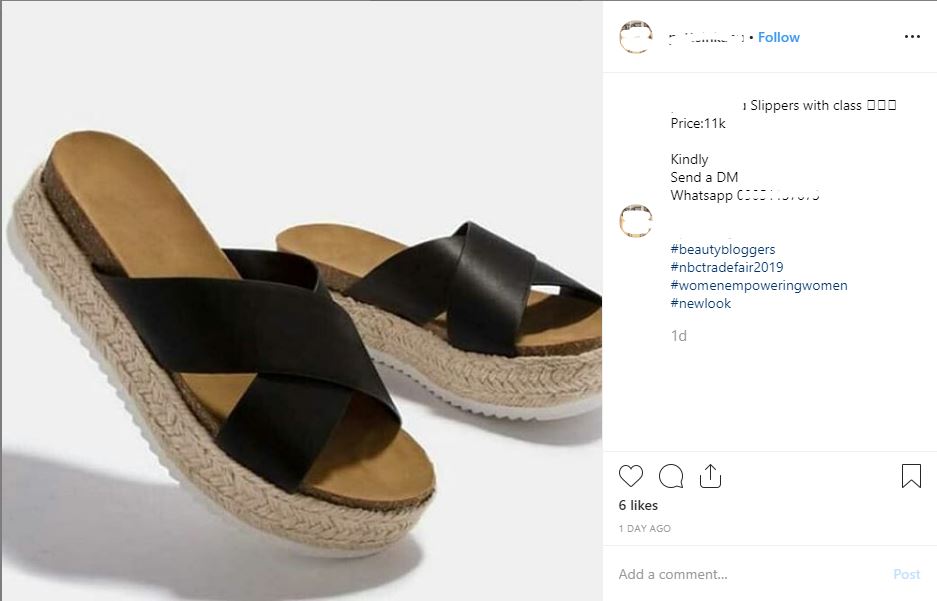 • Follow
Slippers with class
Price:11k
Kindly
Send a DM
Whatsapp
#beautybloggers
#nbctradefair2019
#womenempoweringwomen
#newlook
1d
6 likes
1 DAY AGO
Add a comment...
Post